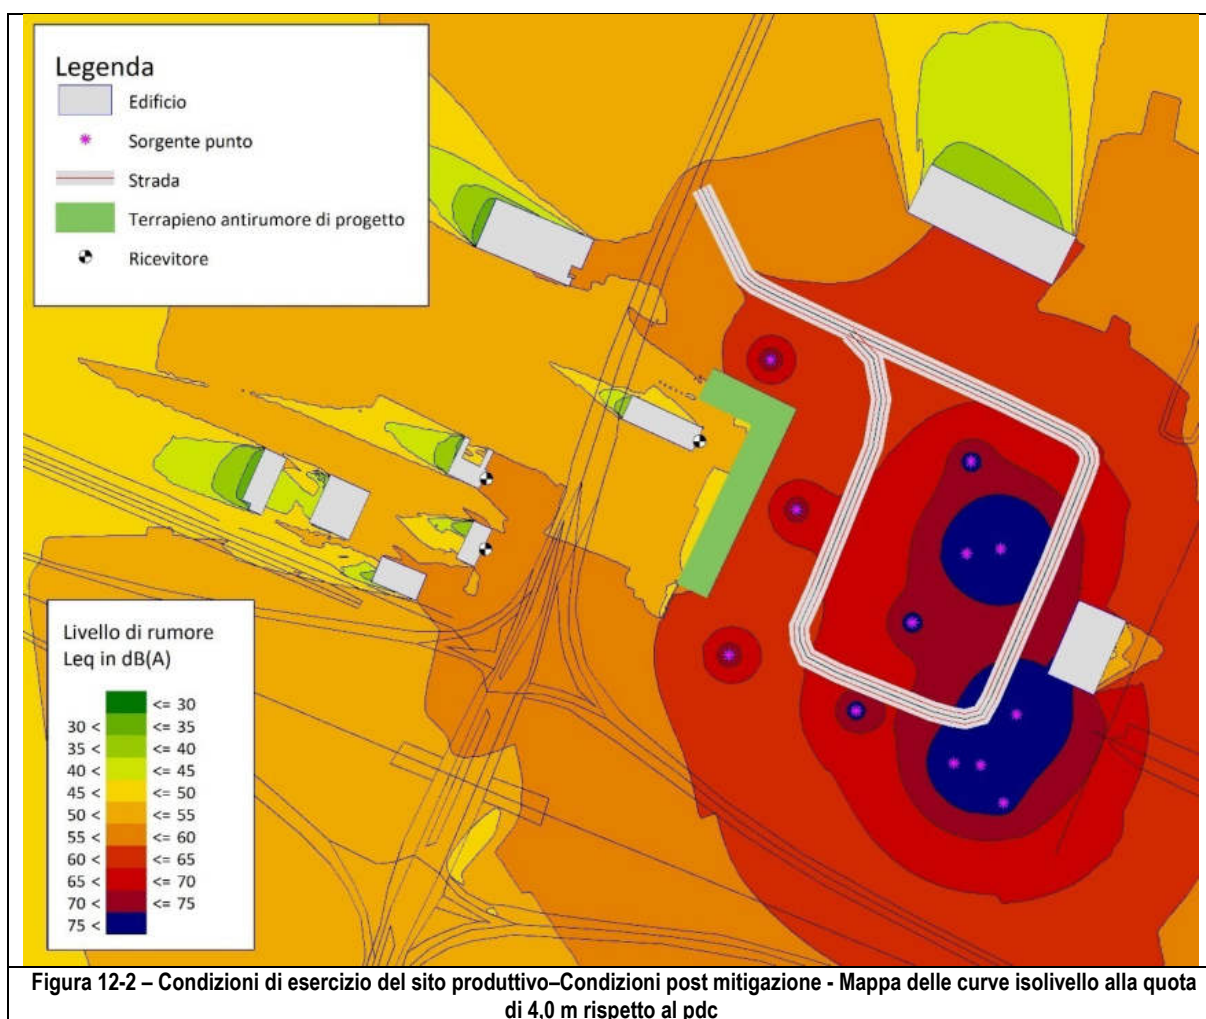 Legenda
Edificio
Sorgente punto
Strada
Terrapieno antirumore di progetto
Ricevitore
Livello di rumore
Leq in dB(A)
<= 30
30 < <= 35
35 < <= 40
40 < <= 45
45 < <= 50
50 < <= 55
55 < <= 60
60 < <= 65
65 < <= 70
70 < <= 75
75 <
Figura 12-2 – Condizioni di esercizio del sito produttivo–Condizioni post mitigazione - Mappa delle curve isolivello alla quota
di 4,0 m rispetto al pdc